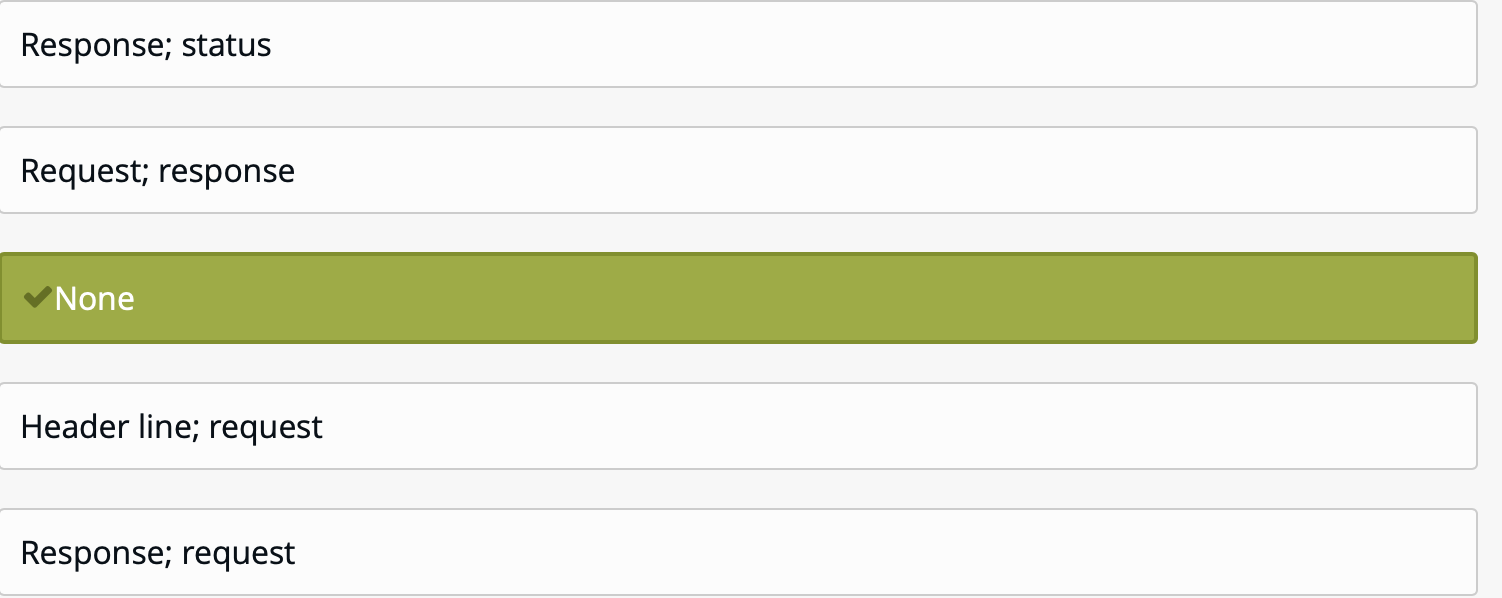 Response; status
Request; response
None
Header line; request
Response; request